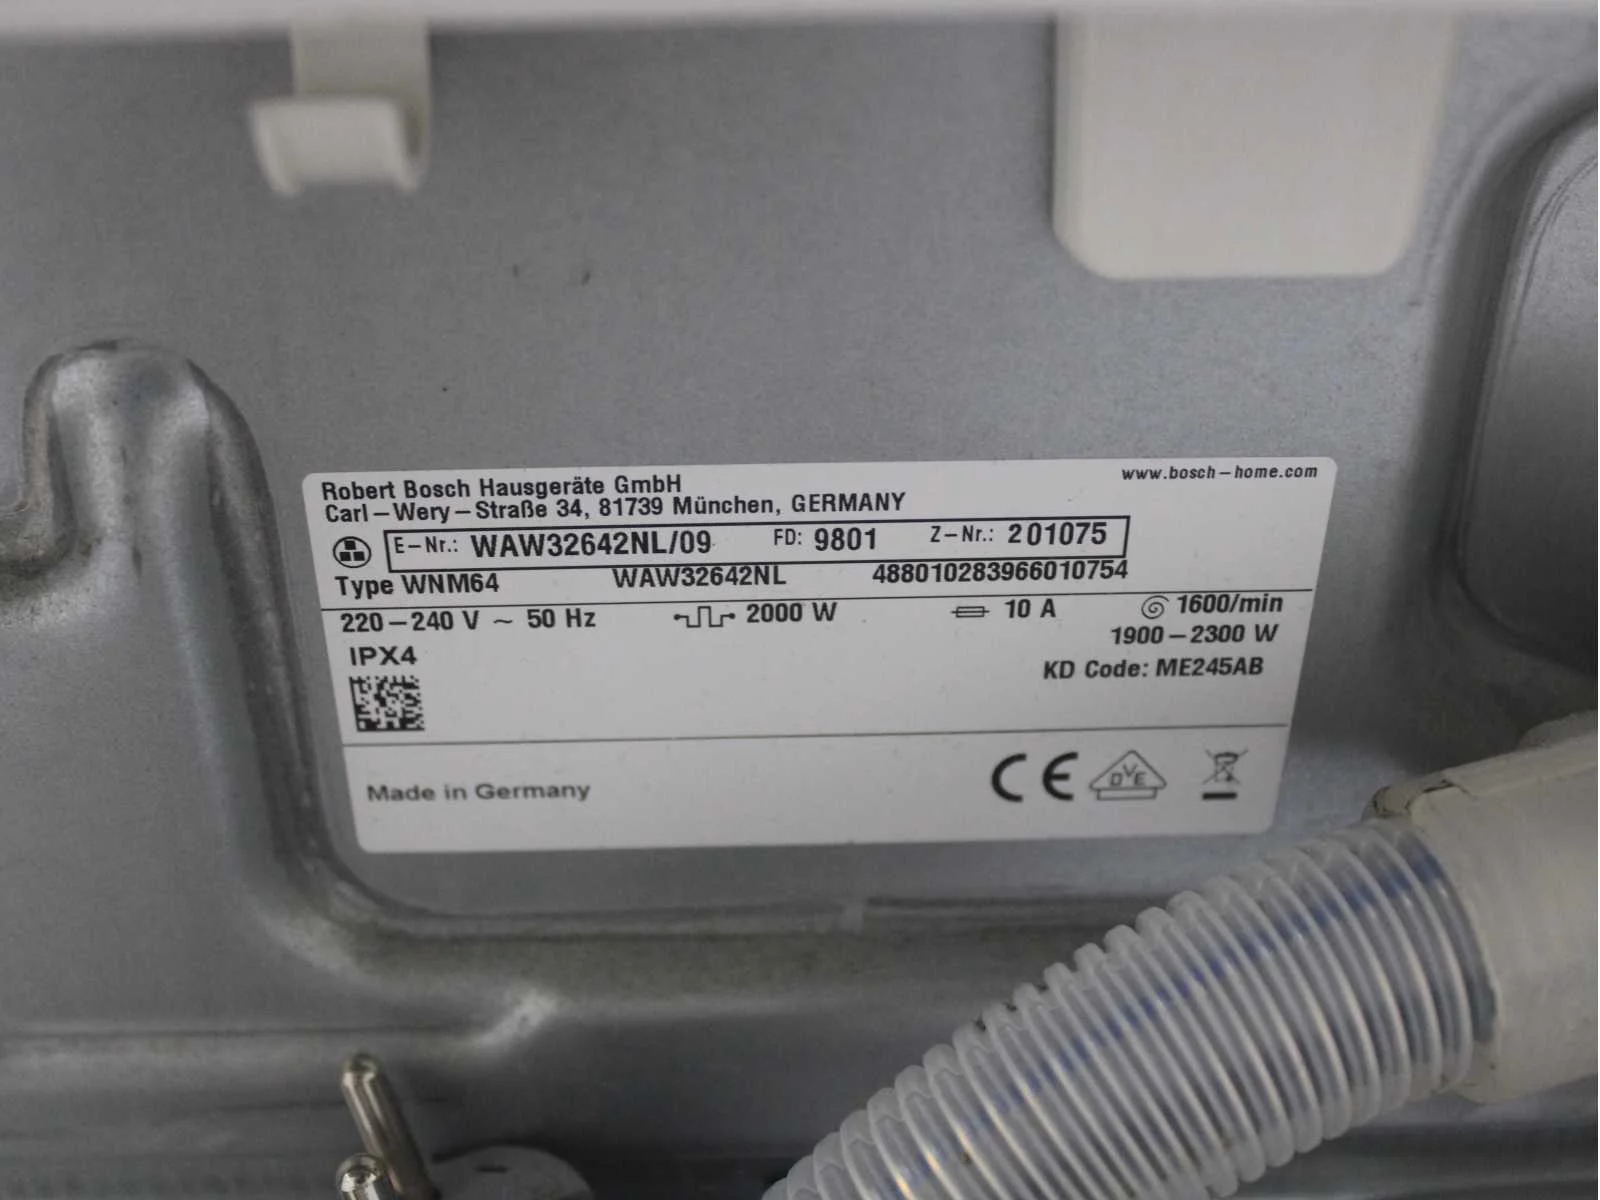 Robert Bosch Hausgeräte GmbH
www.bosch-home.com
Carl-Wery-Straße 34, 81739 München, GERMANY
E-Nr.: WAW32642NL/09 FD: 9801 Z-Nr.: 201075
Type WNM64 WAW32642NL 488010283966010754
220-240 V ~ 50 Hz 2000 W 10 A 1600/min
1900-2300 W
IPX4
KD Code: ME245AB
Made in Germany
CE DVE